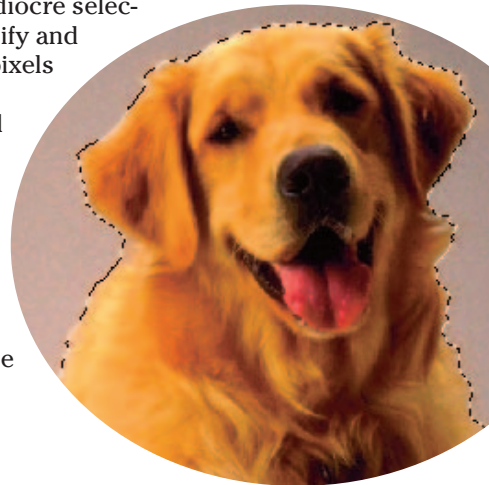 diocre selec-
ify and
pixels
l
e